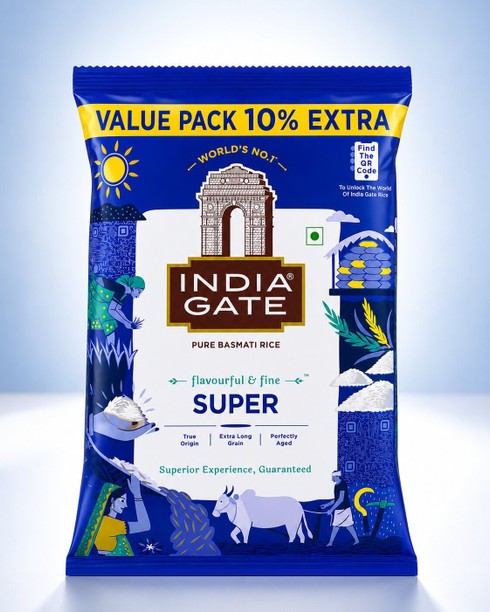 VALUE PACK 10% EXTRA
WORLD'S NO.1
Find
The
QR
Code
To Unlock The World
Of India Gate Rice
INDIA®
GATE
PURE BASMATI RICE
flavourful & fine™
SUPER
True
Origin
Extra Long
Grain
Perfectly
Aged
Superior Experience, Guaranteed